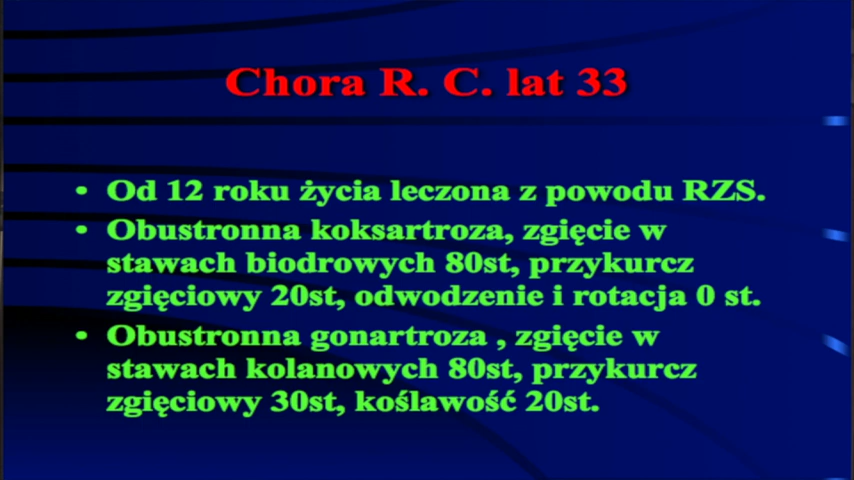 Chora R. C. lat 33
• Od 12 roku życia leczona z powodu RZS.
• Obustronna koksartroza, zgięcie w
stawach biodrowych 80st, przykurcz
zgięciowy 20st, odwodzenie i rotacja 0 st.
• Obustronna gonartroza , zgięcie w
stawach kolanowych 80st, przykurcz
zgięciowy 30st, koślawość 20st.